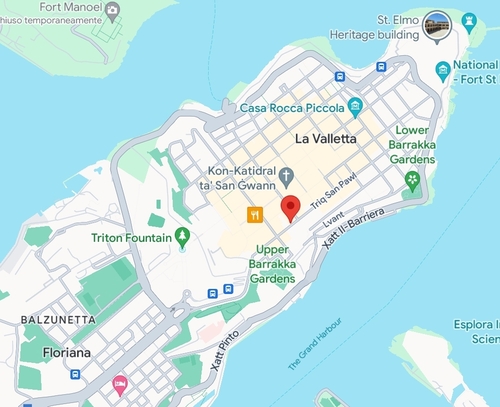 Fort Manoel
hiuso temporaneamente
St. Elmo
Heritage building
National
- Fort St
Casa Rocca Piccola
La Valletta
Lower
Barrakka
Gardens
Kon-Katidral
ta' San Gwann
Triq San Pawl
Lvant
Xatt Il-Barriera
Triton Fountain
Upper
Barrakka
Gardens
BALZUNETTA
Floriana
Xatt Pinto
The Grand Harbour
Esplora In
Scien